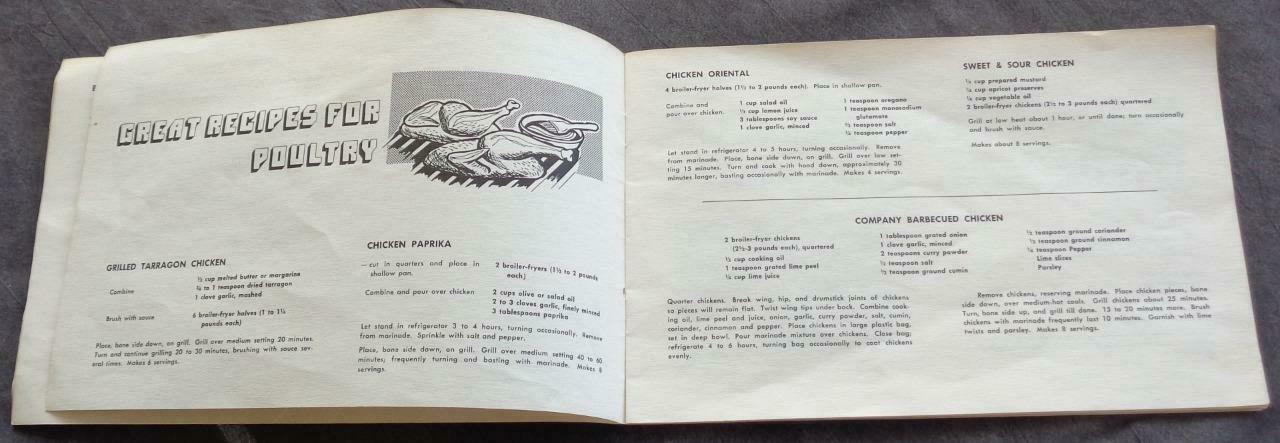 GREAT RECIPES FOR
POULTRY
GRILLED TARRAGON CHICKEN
Combine
½ cup melted butter or margarine
¾ to 1 teaspoon dried tarragon
1 clove garlic, mashed
Brush with sauce
6 broiler-halves (1 to 1¼
pounds each)
Place, bone side down, on grill. Grill over medium setting 20 minutes.
Turn and continue grilling 20 to 30 minutes, brushing with sauce sev-
eral times. Makes 6 servings.
CHICKEN PAPRIKA
— cut in quarters and place in
shallow pan.
2 broiler-fryers (1½ to 2 pounds
each)
Combine and pour over chicken
2 cups olive or salad oil
2 to 3 cloves garlic, finely minced
3 tablespoons paprika
Let stand in refrigerator 3 to 4 hours, turning occasionally. Remove
from marinade. Sprinkle with salt and pepper.
Place, bone side down, on grill. Grill over medium setting 40 to 60
minutes; frequently turning and basting with marinade. Makes 8
servings.
CHICKEN ORIENTAL
4 broiler-fryer halves (1½ to 2 pounds each). Place in shallow pan.
Combine and
pour over chicken.
1 cup salad oil
cup lemon juice
3 tablespoons soy sauce
1 clove garlic, minced
1 teaspoon oregano
1 teaspoon monosodium
glutamate
½ teaspoon salt
¼ teaspoon pepper
Let stand in refrigerator 4 to 5 hours, turning occasionally. Remove
from marinade. Place, bone side down, on grill. Grill over low set-
ting 15 minutes. Turn and cook with hood down, approximately 30
minutes longer, basting occasionally with marinade. Makes 6 servings.
SWEET & SOUR CHICKEN
cup prepared mustard
cup apricot preserves
cup vegetable oil
2 broiler-fryer chickens (2½ to 3 pounds each) quartered
Grill at low heat about 1 hour, or until done; turn occasionally
and brush with sauce.
Makes about 8 servings.
COMPANY BARBECUED CHICKEN
2 broiler-fryer chickens
(2½-3 pounds each), quartered
cup cooking oil
1 teaspoon grated lime peel
¼ cup lime juice
1 tablespoon grated onion
1 clove garlic, minced
2 teaspoons curry powder
½ teaspoon salt
½ teaspoon ground cumin
½ teaspoon ground coriander
½ teaspoon ground cinnamon
¼ teaspoon Pepper
Lime slices
Parsley
Quarter chickens. Break wing, hip, and drumstick joints of chickens
so pieces will remain flat. Twist wing tips under back. Combine cook-
ing oil, lime peel and juice, onion, garlic, curry powder, salt, cumin,
coriander, cinnamon and pepper. Place chickens in large plastic bag,
set in deep bowl. Pour marinade mixture over chickens. Close bag;
refrigerate 4 to 6 hours, turning bag occasionally to coat chickens
evenly.
Remove chickens, reserving marinade. Place chicken pieces, bone
side down, over medium-hot coals. Grill chickens about 25 minutes.
Turn, bone side up, and grill till done. 15 to 20 minutes more. Brush
chickens with marinade frequently last 10 minutes. Garnish with lime
twists and parsley. Makes 8 servings.